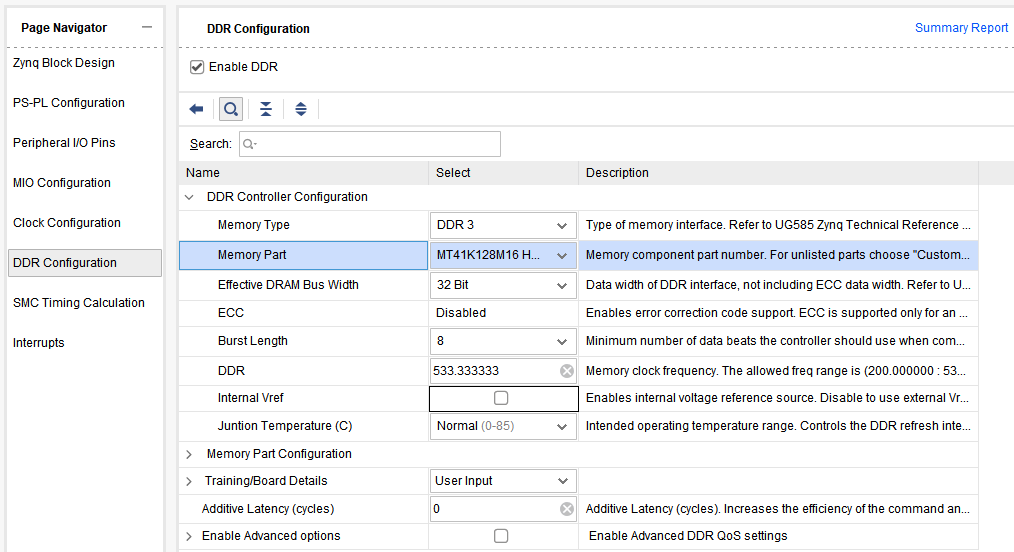 Page Navigator
DDR Configuration
Summary Report
Zynq Block Design
PS-PL Configuration
Peripheral I/O Pins
MIO Configuration
Clock Configuration
DDR Configuration
SMC Timing Calculation
Interrupts
Enable DDR
Search:
Name Select Description
DDR Controller Configuration
Memory Type DDR 3 Type of memory interface. Refer to UG585 Zynq Technical Reference ...
Memory Part MT41K128M16 H... Memory component part number. For unlisted parts choose "Custom...
Effective DRAM Bus Width 32 Bit Data width of DDR interface, not including ECC data width. Refer to U...
ECC Disabled Enables error correction code support. ECC is supported only for an ...
Burst Length 8 Minimum number of data beats the controller should use when com...
DDR 533.333333 Memory clock frequency. The allowed freq range is (200.000000 : 53...
Internal Vref Enables internal voltage reference source. Disable to use external Vr...
Juntion Temperature (C) Normal (0-85) Intended operating temperature range. Controls the DDR refresh inte...
Memory Part Configuration
Training/Board Details User Input
Additive Latency (cycles) 0 Additive Latency (cycles). Increases the efficiency of the command an...
Enable Advanced options Enable Advanced DDR QoS settings